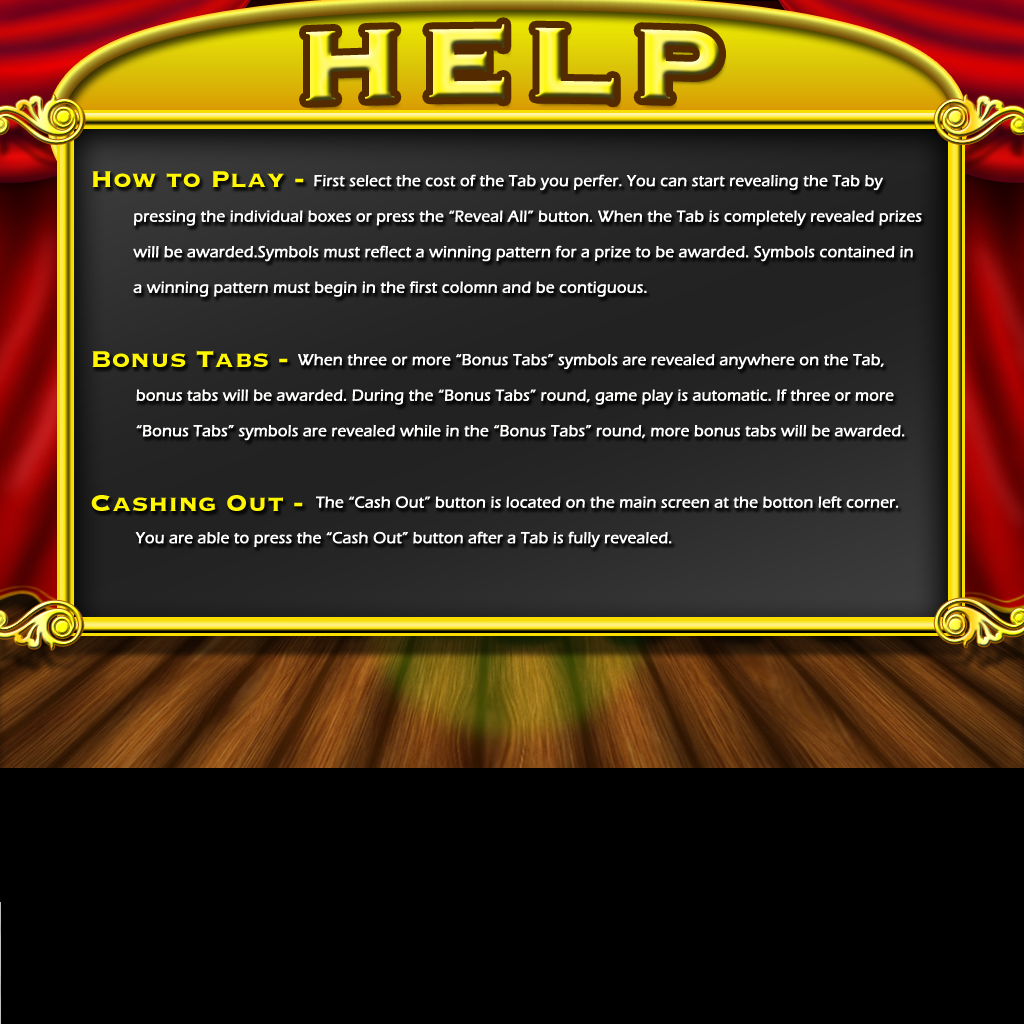 HELP
How to Play - First select the cost of the Tab you perfer. You can start revealing the Tab by
pressing the individual boxes or press the “Reveal All” button. When the Tab is completely revealed prizes
will be awarded.Symbols must reflect a winning pattern for a prize to be awarded. Symbols contained in
a winning pattern must begin in the first colomn and be contiguous.
Bonus Tabs - When three or more “Bonus Tabs” symbols are revealed anywhere on the Tab,
bonus tabs will be awarded. During the “Bonus Tabs” round, game play is automatic. If three or more
“Bonus Tabs” symbols are revealed while in the “Bonus Tabs” round, more bonus tabs will be awarded.
Cashing Out - The “Cash Out” button is located on the main screen at the botton left corner.
You are able to press the “Cash Out” button after a Tab is fully revealed.